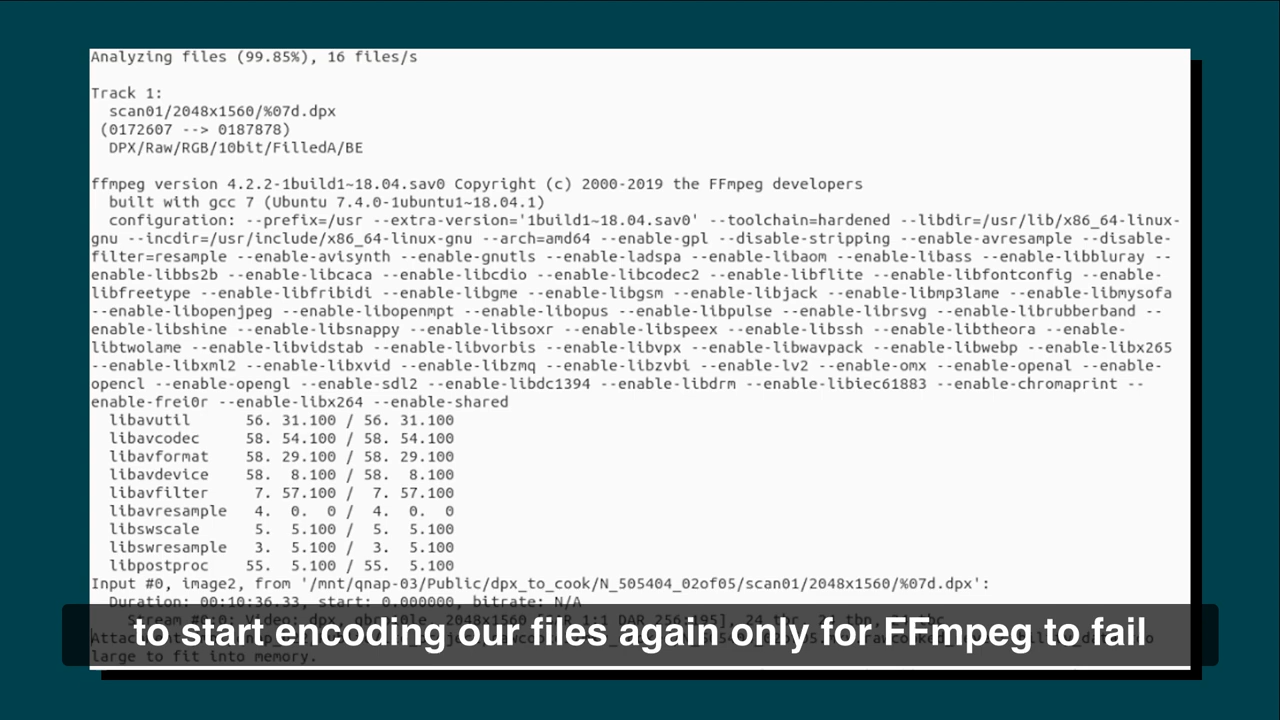 Analyzing files (99.85%), 16 files/s
Track 1:
scan01/2048x1560/%07d.dpx
(0172607 --> 0187878)
DPX/Raw/RGB/10bit/FilledA/BE
ffmpeg version 4.2.2-1build1~18.04.sav0 Copyright (c) 2000-2019 the FFmpeg developers
built with gcc 7 (Ubuntu 7.4.0-1ubuntu1~18.04.1)
configuration: --prefix=/usr --extra-version='1build1~18.04.sav0' --toolchain=hardened --libdir=/usr/lib/x86_64-linux-
gnu --incdir=/usr/include/x86_64-linux-gnu --arch=amd64 --enable-gpl --disable-stripping --enable-avresample --disable-
filter=resample --enable-avisynth --enable-gnutls --enable-ladspa --enable-libaom --enable-libass --enable-libbluray --
enable-libbs2b --enable-libcaca --enable-libcdio --enable-libcodec2 --enable-libflite --enable-libfontconfig --enable-
libfreetype --enable-libfribidi --enable-libgme --enable-libgsm --enable-libjack --enable-libmp3lame --enable-libmysofa
--enable-libopenjpeg --enable-libopenmpt --enable-libopus --enable-libpulse --enable-librsvg --enable-librubberband --
enable-libshine --enable-libsnappy --enable-libsoxr --enable-libspeex --enable-libssh --enable-libtheora --enable-
libtwolame --enable-libvidstab --enable-libvorbis --enable-libvpx --enable-libwavpack --enable-libwebp --enable-libx265
--enable-libxml2 --enable-libxvid --enable-libzmq --enable-libzvbi --enable-lv2 --enable-omx --enable-openal --enable-
opencl --enable-opengl --enable-sdl2 --enable-libdc1394 --enable-libdrm --enable-libiec61883 --enable-chromaprint --
enable-frei0r --enable-libx264 --enable-shared
libavutil 56. 31.100 / 56. 31.100
libavcodec 58. 54.100 / 58. 54.100
libavformat 58. 29.100 / 58. 29.100
libavdevice 58. 8.100 / 58. 8.100
libavfilter 7. 57.100 / 7. 57.100
libavresample 4. 0. 0 / 4. 0. 0
libswscale 5. 5.100 / 5. 5.100
libswresample 3. 5.100 / 3. 5.100
libpostproc 55. 5.100 / 55. 5.100
Input #0, image2, from '/mnt/qnap-03/Public/dpx_to_cook/N_505404_02of05/scan01/2048x1560/%07d.dpx':
Duration: 00:10:36.33, start: 0.000000, bitrate: N/A
to start encoding our files again only for FFmpeg to fail
large to fit into memory.